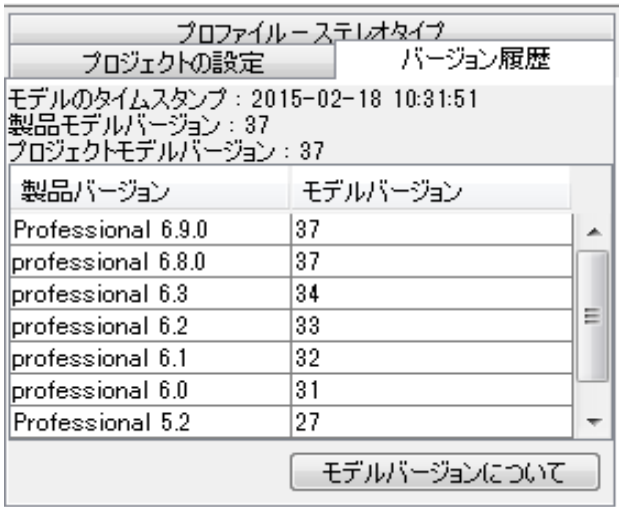 プロファイル - ステレオタイプ
プロジェクトの設定
バージョン履歴
モデルのタイムスタンプ : 2015-02-18 10:31:51
製品モデルバージョン : 37
プロジェクトモデルバージョン : 37
製品バージョン モデルバージョン
Professional 6.9.0 37
professional 6.8.0 37
professional 6.3 34
professional 6.2 33
professional 6.1 32
professional 6.0 31
Professional 5.2 27
モデルバージョンについて